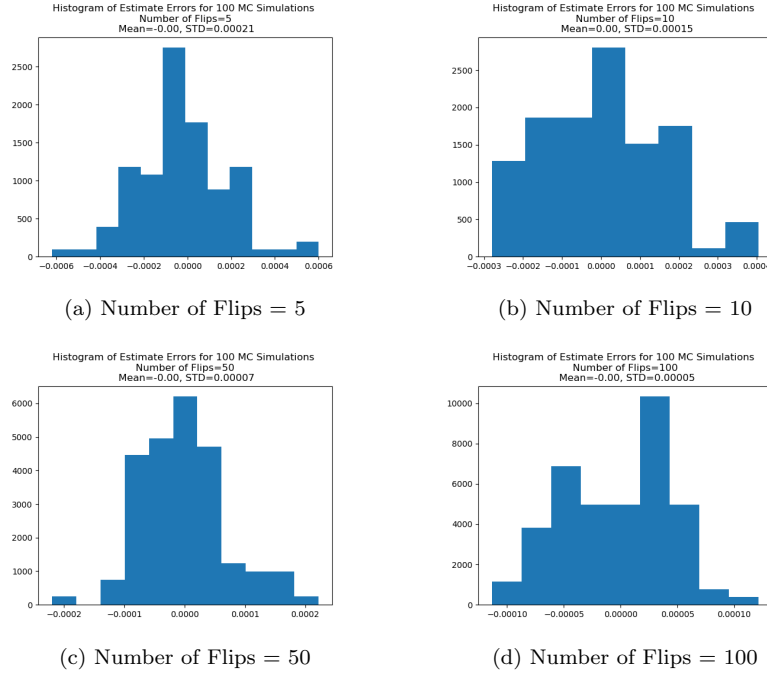 Histogram of Estimate Errors for 100 MC Simulations
Number of Flips=5
Mean=-0.00, STD=0.00021
2500
2000
1500
1000
500
0
−0.0006 −0.0004 −0.0002 0.0000 0.0002 0.0004 0.0006
(a) Number of Flips = 5
Histogram of Estimate Errors for 100 MC Simulations
Number of Flips=10
Mean=0.00, STD=0.00015
2500
2000
1500
1000
500
0
−0.0003 −0.0002 −0.0001 0.0000 0.0001 0.0002 0.0003
(b) Number of Flips = 10
Histogram of Estimate Errors for 100 MC Simulations
Number of Flips=50
Mean=-0.00, STD=0.00007
6000
5000
4000
3000
2000
1000
0
−0.0002 −0.0001 0.0000 0.0001 0.0002
(c) Number of Flips = 50
Histogram of Estimate Errors for 100 MC Simulations
Number of Flips=100
Mean=-0.00, STD=0.00005
10000
8000
6000
4000
2000
0
−0.00010 −0.00005 0.00000 0.00005 0.00010
(d) Number of Flips = 100